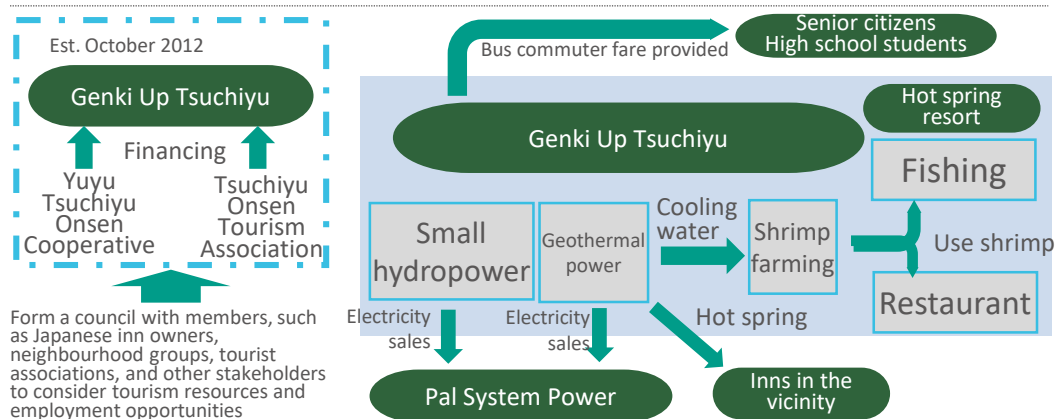 Est. October 2012
Genki Up Tsuchiyu
Financing
Yuyu
Tsuchiyu
Onsen
Cooperative
Tsuchiyu
Onsen
Tourism
Association
Form a council with members, such
as Japanese inn owners,
neighbourhood groups, tourist
associations, and other stakeholders
to consider tourism resources and
employment opportunities
Bus commuter fare provided
Senior citizens
High school students
Genki Up Tsuchiyu
Hot spring
resort
Fishing
Small
hydropower
Geothermal
power
Cooling
water
Shrimp
farming
Use shrimp
Restaurant
Electricity
sales
Electricity
sales
Hot spring
Pal System Power
Inns in the
vicinity